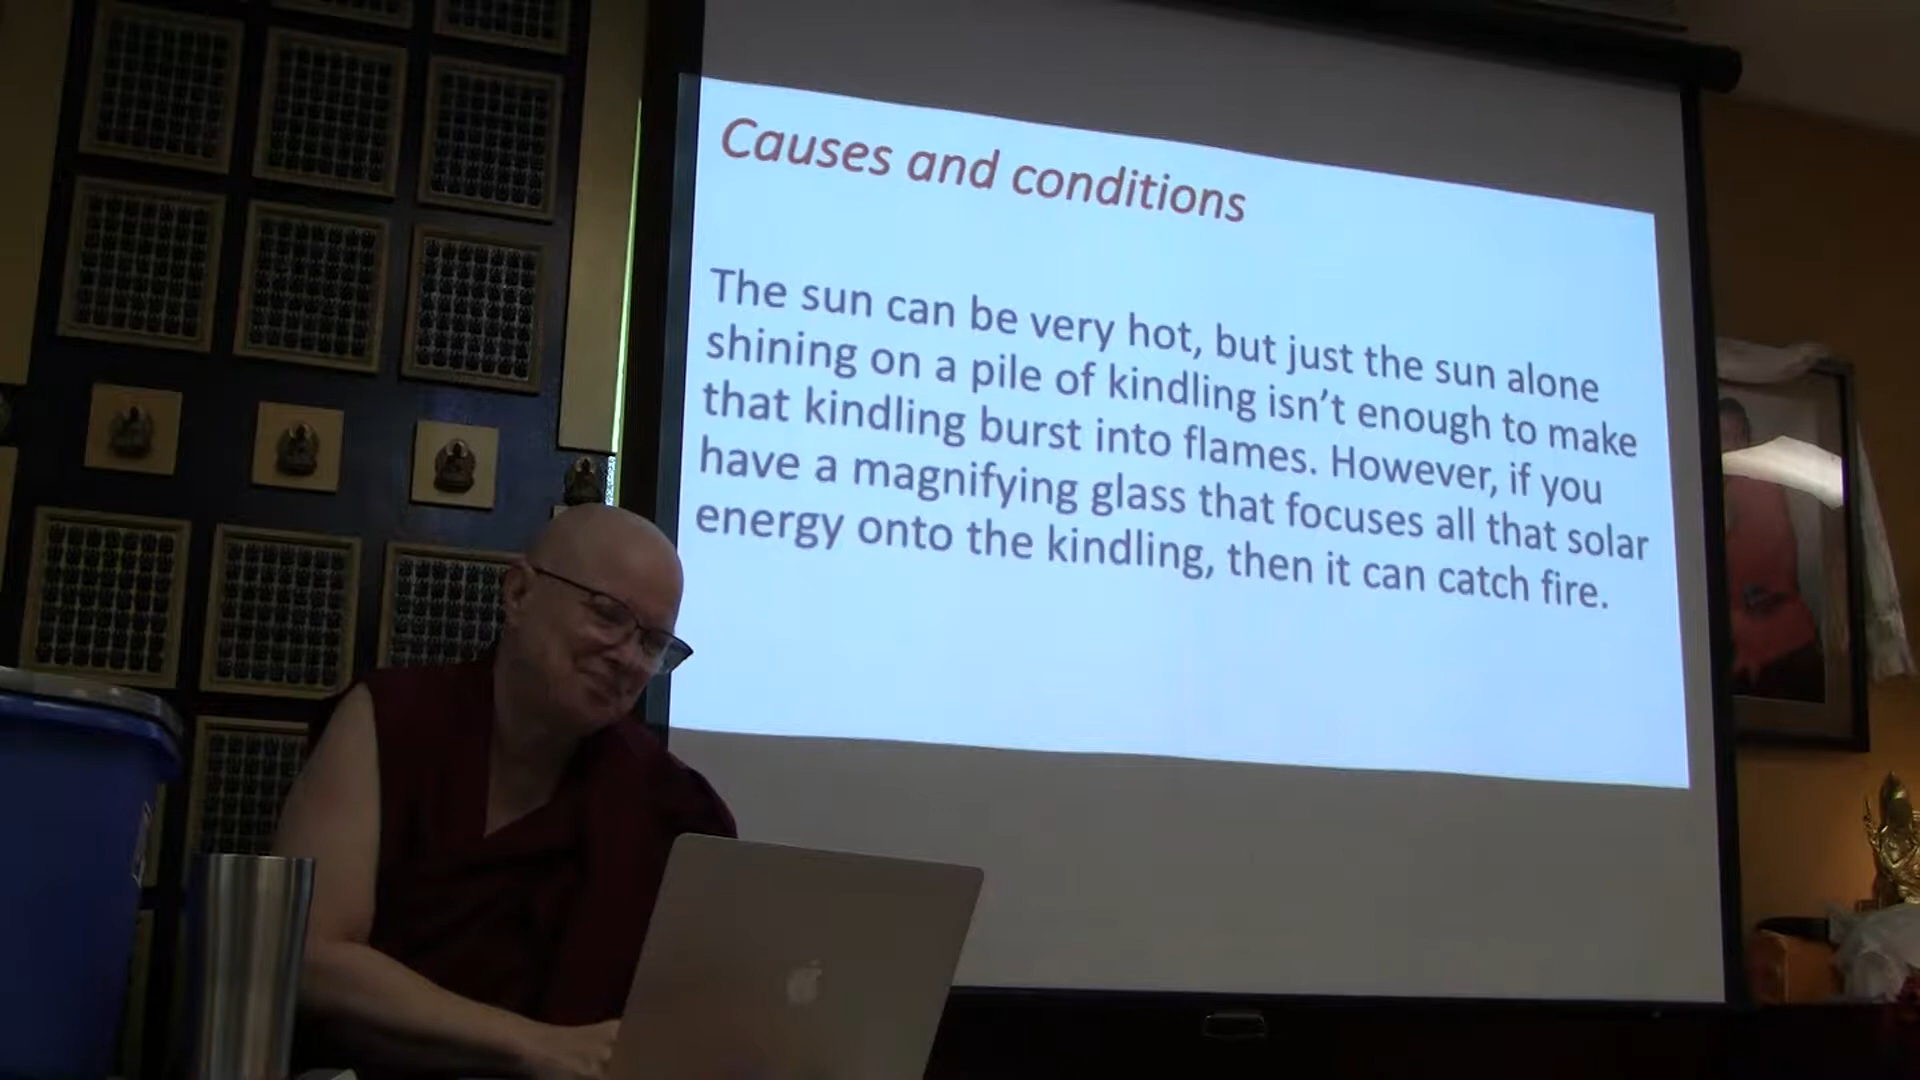 Causes and conditions
The sun can be very hot, but just the sun alone
shining on a pile of kindling isn't enough to make
that kindling burst into flames. However, if you
have a magnifying glass that focuses all that solar
energy onto the kindling, then it can catch fire.